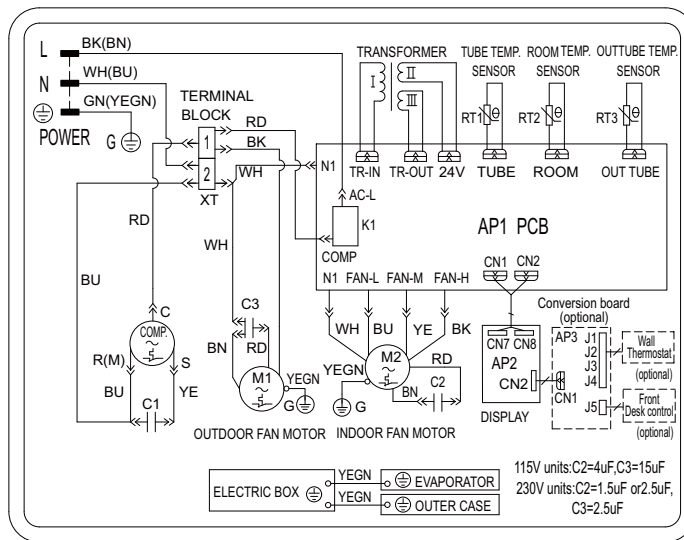 L BK(BN)
N WH(BU)
GN(YEGN)
POWER
G
TERMINAL
BLOCK
1
2
XT
RD
BK
WH
TRANSFORMER
I
II
III
TUBE TEMP.
SENSOR
ROOM TEMP.
SENSOR
OUTTUBE TEMP.
SENSOR
RT1 θ
RT2 θ
RT3 θ
N1
TR-IN
TR-OUT
24V
TUBE
ROOM
OUT TUBE
AC-L
K1
COMP
AP1 PCB
CN1 CN2
N1 FAN-L FAN-M FAN-H
RD
BU
WH
C
COMP.
R(M)
S
BU
YE
C1
C3
BN
RD
M1
YEGN
G
OUTDOOR FAN MOTOR
WH
BU
YE
BK
YEGN
M2
RD
BN
C2
G
INDOOR FAN MOTOR
CN7 CN8
AP2
CN2
DISPLAY
Conversion board
(optional)
AP3
J1
J2
J3
J4
CN1
J5
Wall
Thermostat
(optional)
Front
Desk control
(optional)
ELECTRIC BOX
YEGN
EVAPORATOR
YEGN
OUTER CASE
115V units:C2=4uF,C3=15uF
230V units:C2=1.5uF or2.5uF,
C3=2.5uF